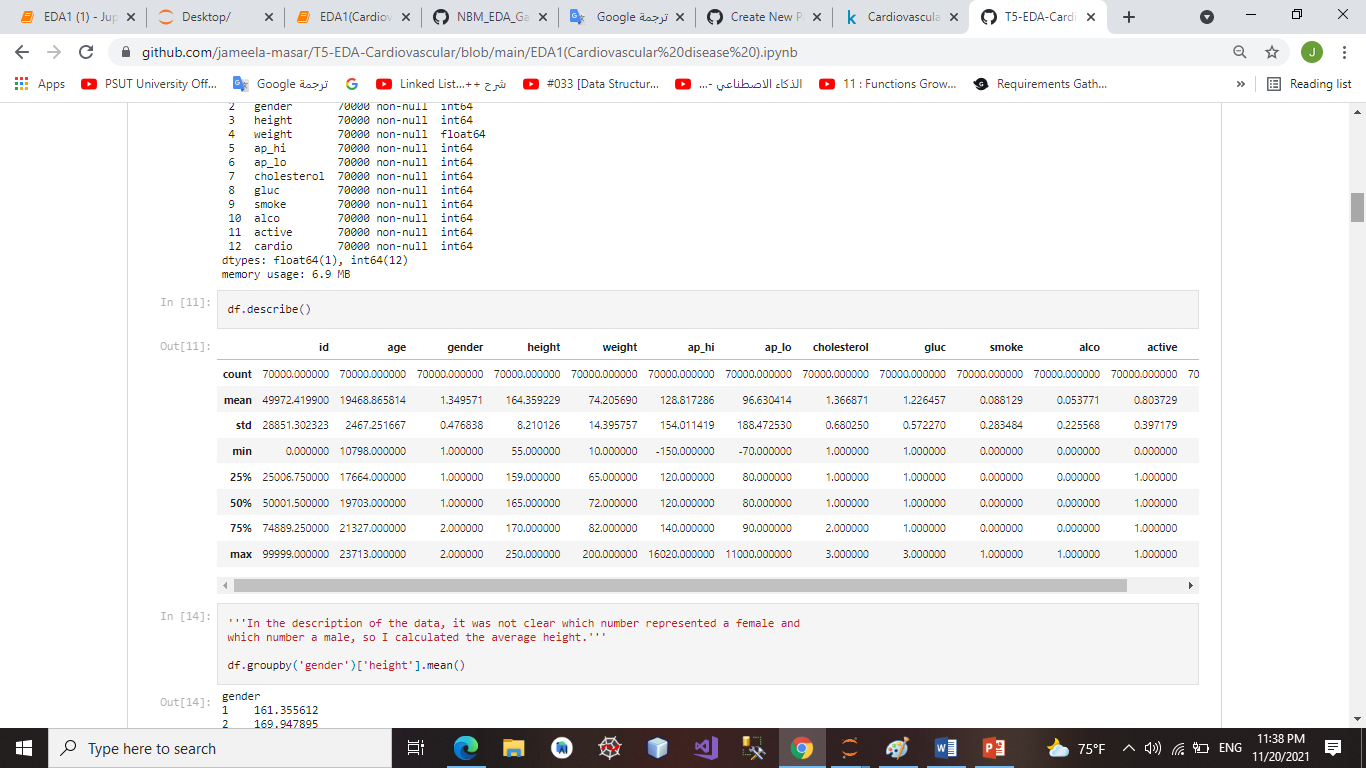 EDA1 (1) - Jup
Desktop/
EDA1(Cardiov
NBM_EDA_Ga
ترجمة Google
Create New P
Cardiovascula
T5-EDA-Cardi
github.com/jameela-masar/T5-EDA-Cardiovascular/blob/main/EDA1(Cardiovascular%20disease%20).ipynb
J
Apps
PSUT University Off...
ترجمة Google
Linked List...++شرح
#033 [Data Structur...
الذكاء الاصطناعي -...
11 : Functions Grow...
Requirements Gath...
Reading list
2 gender 70000 non-null int64
3 height 70000 non-null int64
4 weight 70000 non-null float64
5 ap_hi 70000 non-null int64
6 ap_lo 70000 non-null int64
7 cholesterol 70000 non-null int64
8 gluc 70000 non-null int64
9 smoke 70000 non-null int64
10 alco 70000 non-null int64
11 active 70000 non-null int64
12 cardio 70000 non-null int64
dtypes: float64(1), int64(12)
memory usage: 6.9 MB
In [11]:
df.describe()
Out[11]:
id age gender height weight ap_hi ap_lo cholesterol gluc smoke alco active
count 70000.000000 70000.000000 70000.000000 70000.000000 70000.000000 70000.000000 70000.000000 70000.000000 70000.000000 70000.000000 70000.000000 70000.000000 70
mean 49972.419900 19468.865814 1.349571 164.359229 74.205690 128.817286 96.630414 1.366871 1.226457 0.088129 0.053771 0.803729
std 28851.302323 2467.251667 0.476838 8.210126 14.395757 154.011419 188.472530 0.680250 0.572270 0.283484 0.225568 0.397179
min 0.000000 10798.000000 1.000000 55.000000 10.000000 -150.000000 -70.000000 1.000000 1.000000 0.000000 0.000000 0.000000
25% 25006.750000 17664.000000 1.000000 159.000000 65.000000 120.000000 80.000000 1.000000 1.000000 0.000000 0.000000 1.000000
50% 50001.500000 19703.000000 1.000000 165.000000 72.000000 120.000000 80.000000 1.000000 1.000000 0.000000 0.000000 1.000000
75% 74889.250000 21327.000000 2.000000 170.000000 82.000000 140.000000 90.000000 2.000000 1.000000 0.000000 0.000000 1.000000
max 99999.000000 23713.000000 2.000000 250.000000 200.000000 16020.000000 11000.000000 3.000000 3.000000 1.000000 1.000000 1.000000
In [14]:
'''In the description of the data, it was not clear which number represented a female and
which number a male, so I calculated the average height.'''
df.groupby('gender')['height'].mean()
Out[14]:
gender
1 161.355612
2 169.947895
Type here to search
75°F
ENG
11:38 PM
11/20/2021